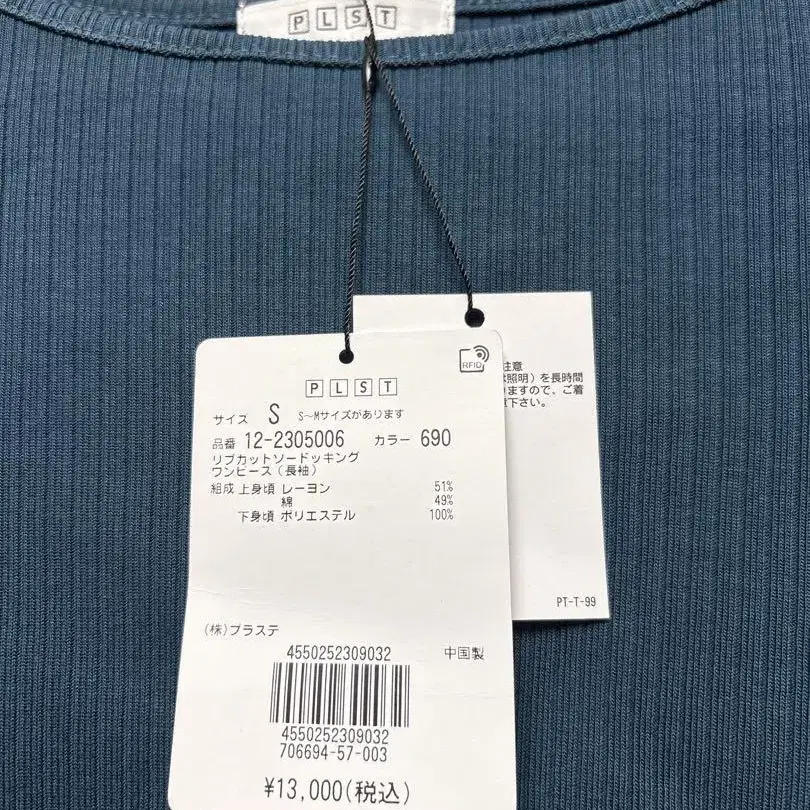 PLST
RFID
注意
照明）を長時間
きますので、ご着
意下さい。
PLST
サイズ S S～Mサイズがあります
品番 12-2305006 カラー 690
リブカットソードッキング
ワンピース（長袖）
組成 上身頃 レーヨン 51%
綿 49%
下身頃 ポリエステル 100%
PT-T-99
(株)プラステ
4550252309032 中国製
4550252309032
706694-57-003
¥13,000(税込)